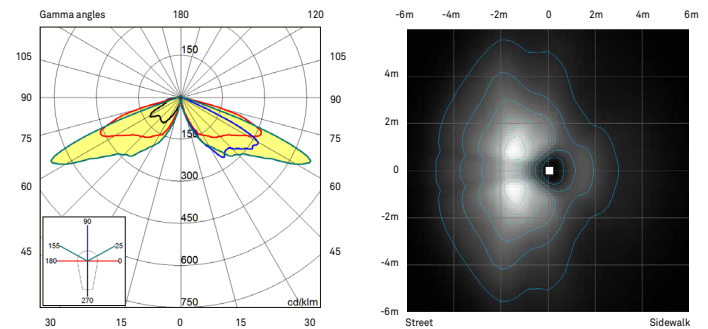 Gamma angles 180 120
105 105
90 90
75 75
60 60
45 45
30 15 0 15 30
150
150
300
450
600
750
cd/klm
90
155 25
180 0
270
-6m -4m -2m 0 2m 4m 6m
4m
2m
0
-2m
-4m
-6m
Street Sidewalk